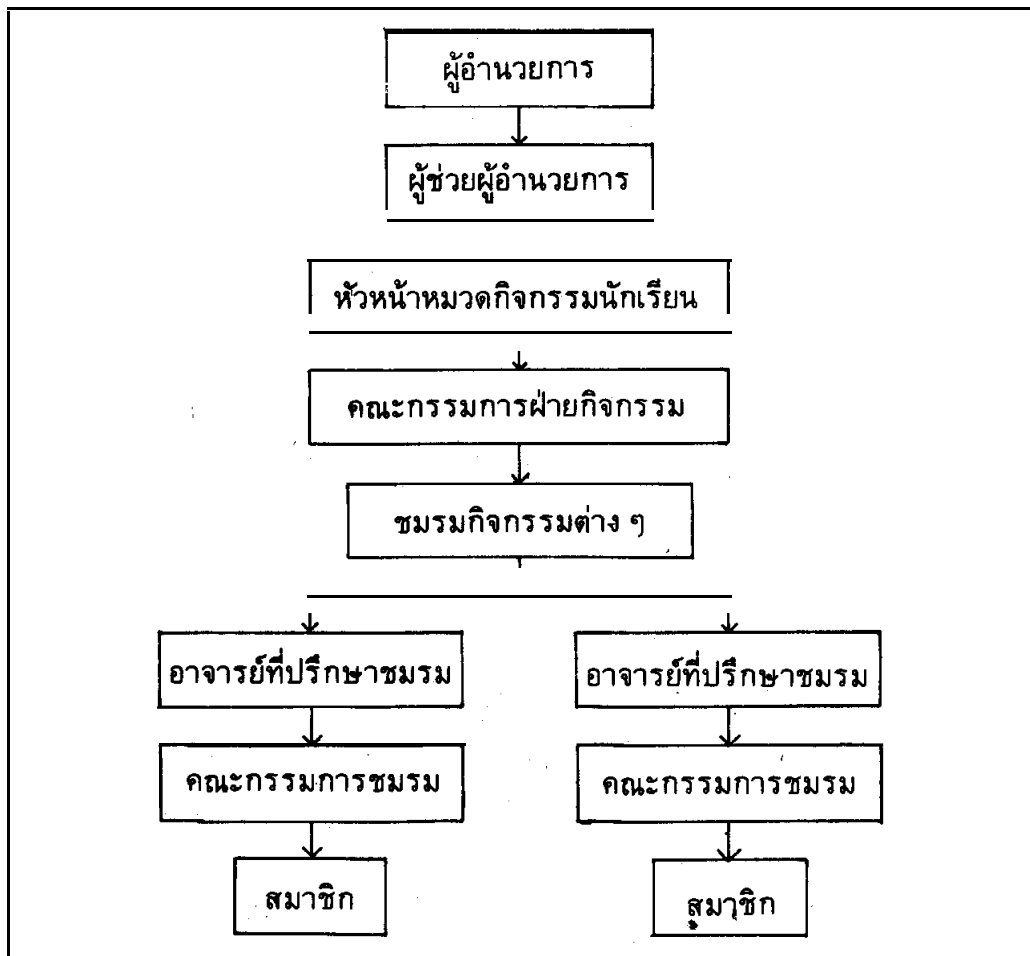 ผู้อำนวยการ
ผู้ช่วยผู้อำนวยการ
หัวหน้าหมวดกิจกรรมนักเรียน
คณะกรรมการฝ่ายกิจกรรม
ชมรมกิจกรรมต่าง ๆ
อาจารย์ที่ปรึกษาชมรม
อาจารย์ที่ปรึกษาชมรม
คณะกรรมการชมรม
คณะกรรมการชมรม
สมาชิก
สมาชิก